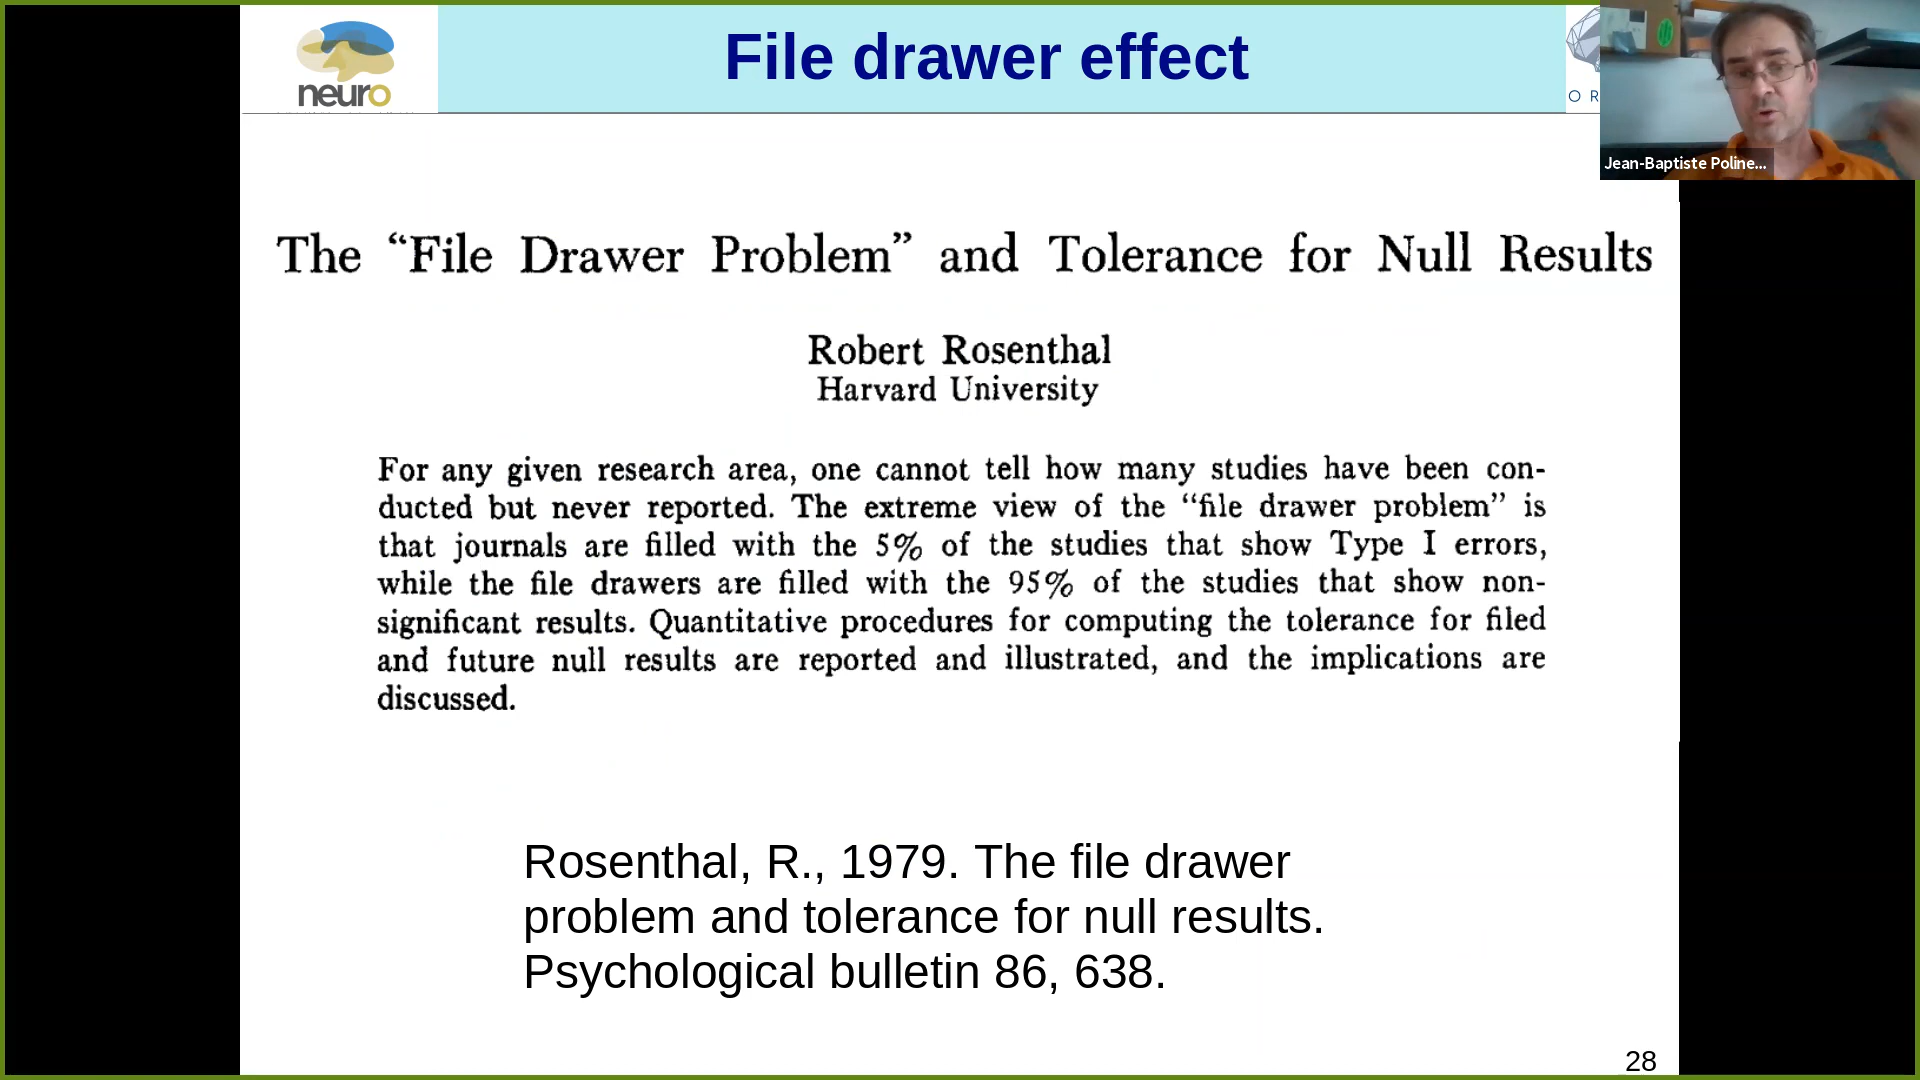 neuro
File drawer effect
O R
Jean-Baptiste Poline...
The “File Drawer Problem” and Tolerance for Null Results
Robert Rosenthal
Harvard University
For any given research area, one cannot tell how many studies have been con-
ducted but never reported. The extreme view of the “file drawer problem” is
that journals are filled with the 5% of the studies that show Type I errors,
while the file drawers are filled with the 95% of the studies that show non-
significant results. Quantitative procedures for computing the tolerance for filed
and future null results are reported and illustrated, and the implications are
discussed.
Rosenthal, R., 1979. The file drawer
problem and tolerance for null results.
Psychological bulletin 86, 638.
28